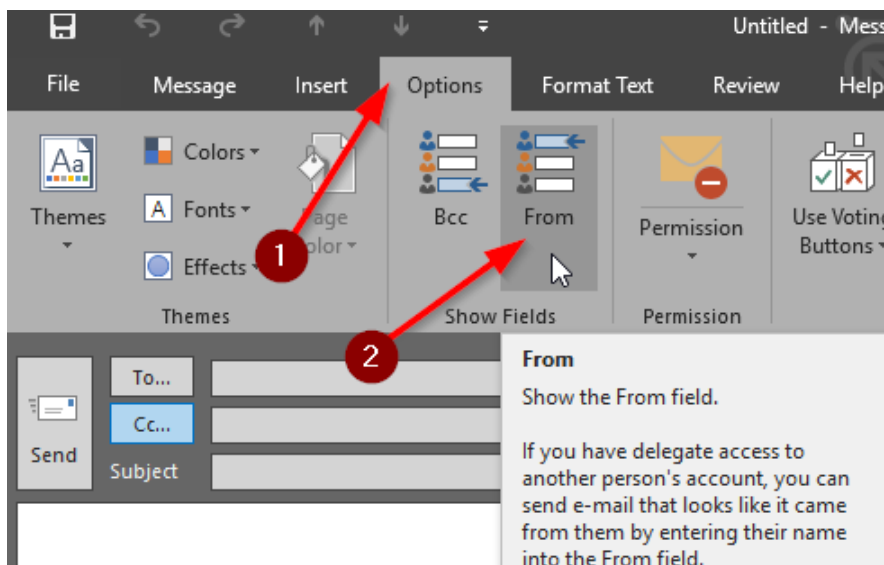 Untitled - Mess
File Message Insert Options Format Text Review Help
Aa
Themes
Colors
A Fonts
Effects
Page
Color
Bcc
From
Permission
Use Voting
Buttons
1
Themes Show Fields Permission
2
To...
Cc...
Send
Subject
From
Show the From field.
If you have delegate access to
another person's account, you can
send e-mail that looks like it came
from them by entering their name
into the From field.